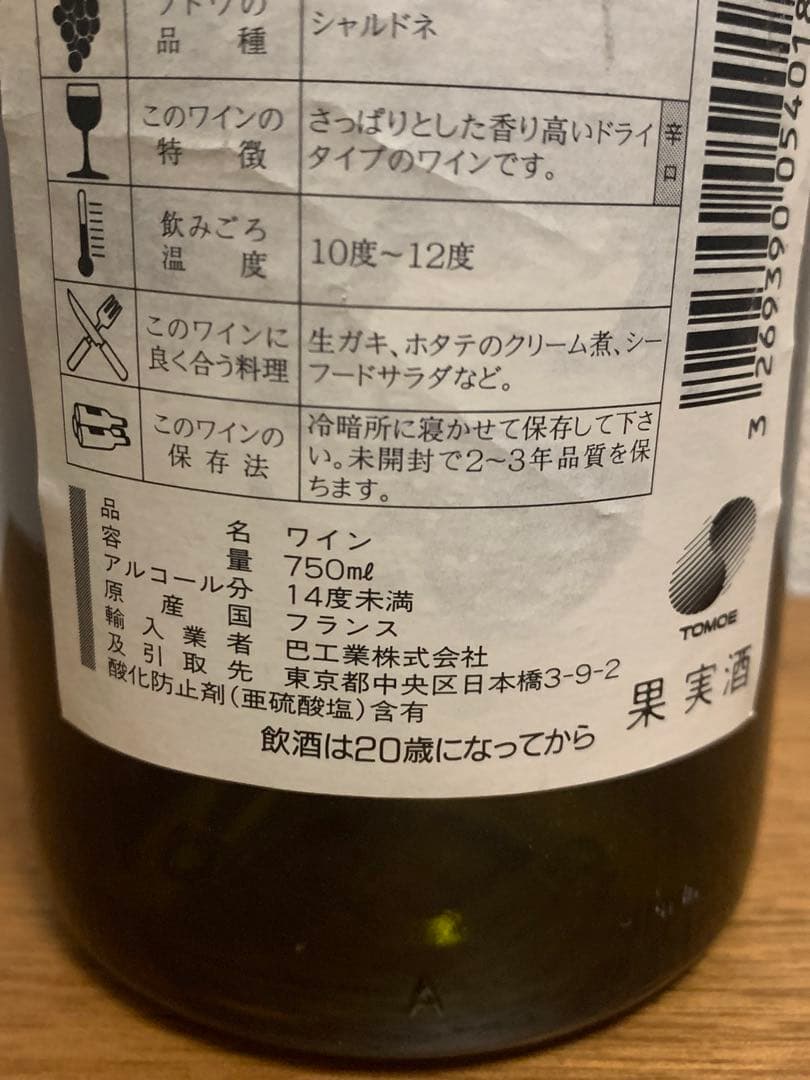 ブドウの
品種
シャルドネ
このワインの
特徴
さっぱりとした香り高いドライ
タイプのワインです。
辛口
飲みごろ
温度
10度～12度
このワインに
良く合う料理
生ガキ、ホタテのクリーム煮、シー
フードサラダなど。
このワインの
保存法
冷暗所に寝かせて保存して下さ
い。未開封で2～3年品質を保
ちます。
品名 ワイン
容量 750mℓ
アルコール分 14度未満
原産国 フランス
輸入業者 巴工業株式会社
及引取先 東京都中央区日本橋3-9-2
酸化防止剤(亜硫酸塩)含有
飲酒は20歳になってから
TOMOE
果実酒
3 269390 054018
A